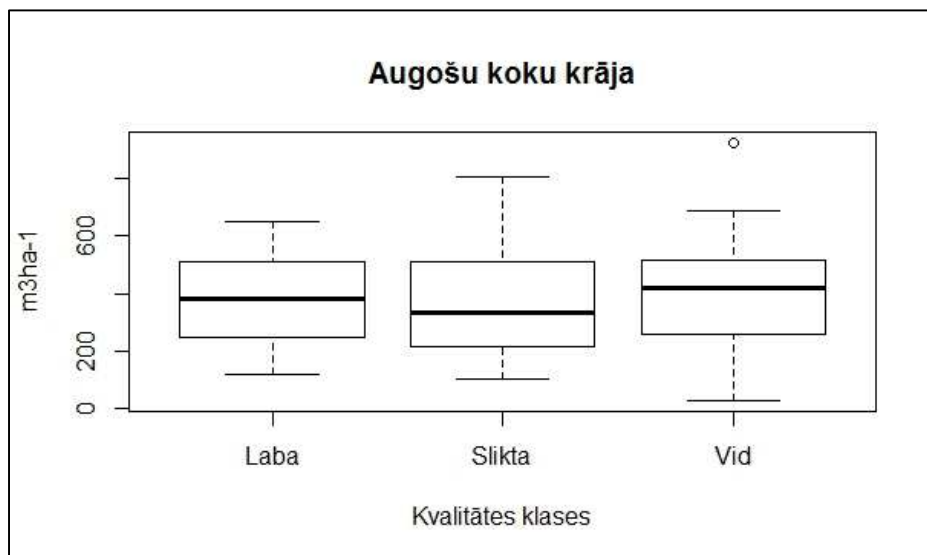 Augošu koku krāja
m3ha-1
600
200
0
Laba Slikta Vid
Kvalitātes klases